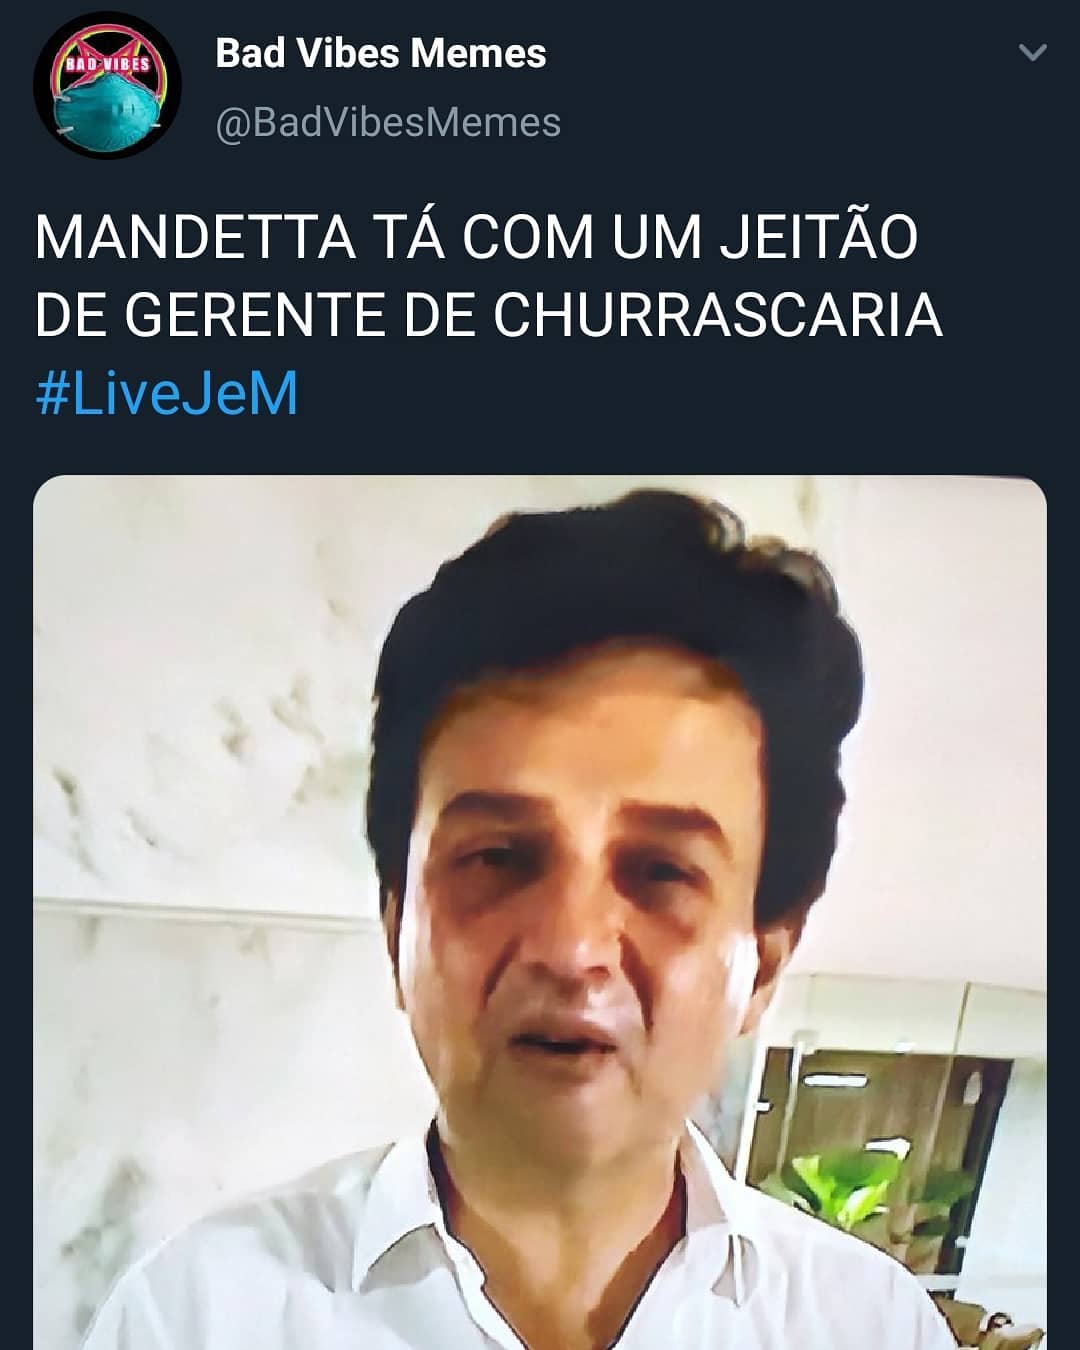 BAD VIBES
Bad Vibes Memes
@BadVibesMemes
MANDETTA TÁ COM UM JEITÃO
DE GERENTE DE CHURRASCARIA
#LiveJeM